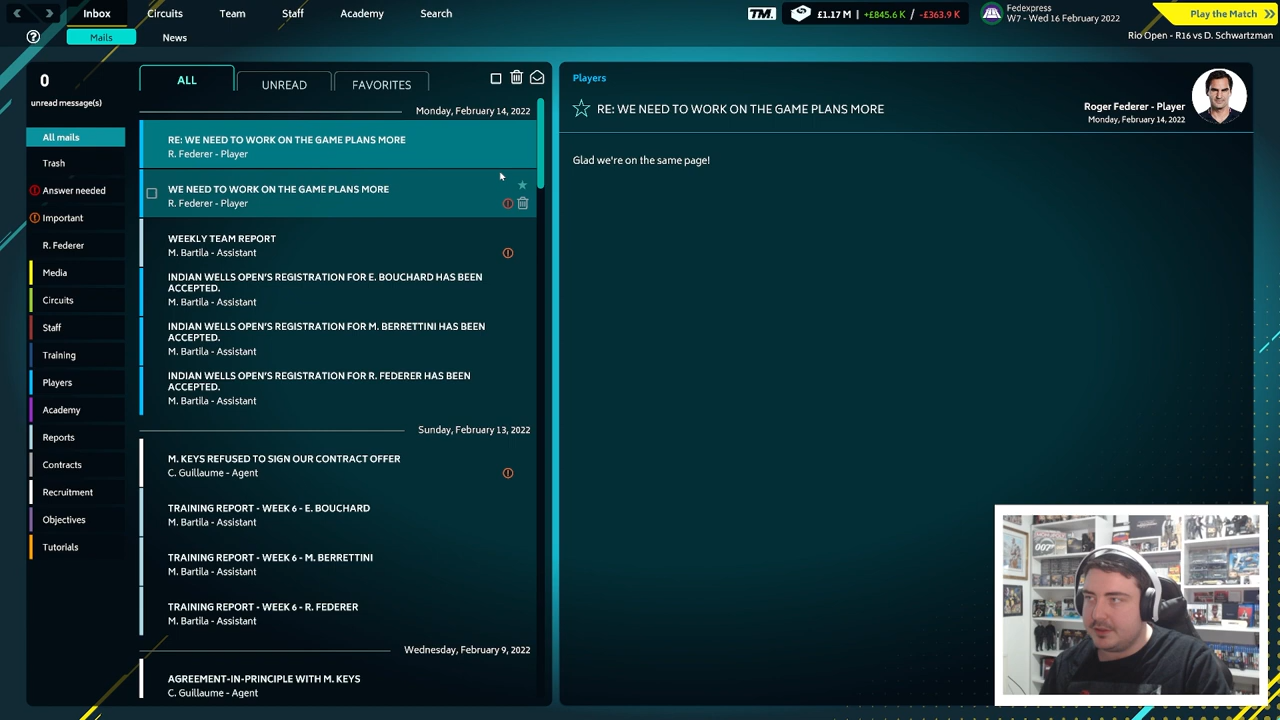 Inbox
Circuits
Team
Staff
Academy
Search
TM.
£1.17 M | +£845.6 K / -£363.9 K
Fedexpress
W7 - Wed 16 February 2022
Play the Match
Mails
News
Rio Open - R16 vs D. Schwartzman
0
unread message(s)
All mails
Trash
Answer needed
Important
R. Federer
Media
Circuits
Staff
Training
Players
Academy
Reports
Contracts
Recruitment
Objectives
Tutorials
ALL
UNREAD
FAVORITES
Monday, February 14, 2022
RE: WE NEED TO WORK ON THE GAME PLANS MORE
R. Federer - Player
WE NEED TO WORK ON THE GAME PLANS MORE
R. Federer - Player
WEEKLY TEAM REPORT
M. Bartila - Assistant
INDIAN WELLS OPEN'S REGISTRATION FOR E. BOUCHARD HAS BEEN
ACCEPTED.
M. Bartila - Assistant
INDIAN WELLS OPEN'S REGISTRATION FOR M. BERRETTINI HAS BEEN
ACCEPTED.
M. Bartila - Assistant
INDIAN WELLS OPEN'S REGISTRATION FOR R. FEDERER HAS BEEN
ACCEPTED.
M. Bartila - Assistant
Sunday, February 13, 2022
M. KEYS REFUSED TO SIGN OUR CONTRACT OFFER
C. Guillaume - Agent
TRAINING REPORT - WEEK 6 - E. BOUCHARD
M. Bartila - Assistant
TRAINING REPORT - WEEK 6 - M. BERRETTINI
M. Bartila - Assistant
TRAINING REPORT - WEEK 6 - R. FEDERER
M. Bartila - Assistant
Wednesday, February 9, 2022
AGREEMENT-IN-PRINCIPLE WITH M. KEYS
C. Guillaume - Agent
Players
RE: WE NEED TO WORK ON THE GAME PLANS MORE
Roger Federer - Player
Monday, February 14, 2022
Glad we're on the same page!
007